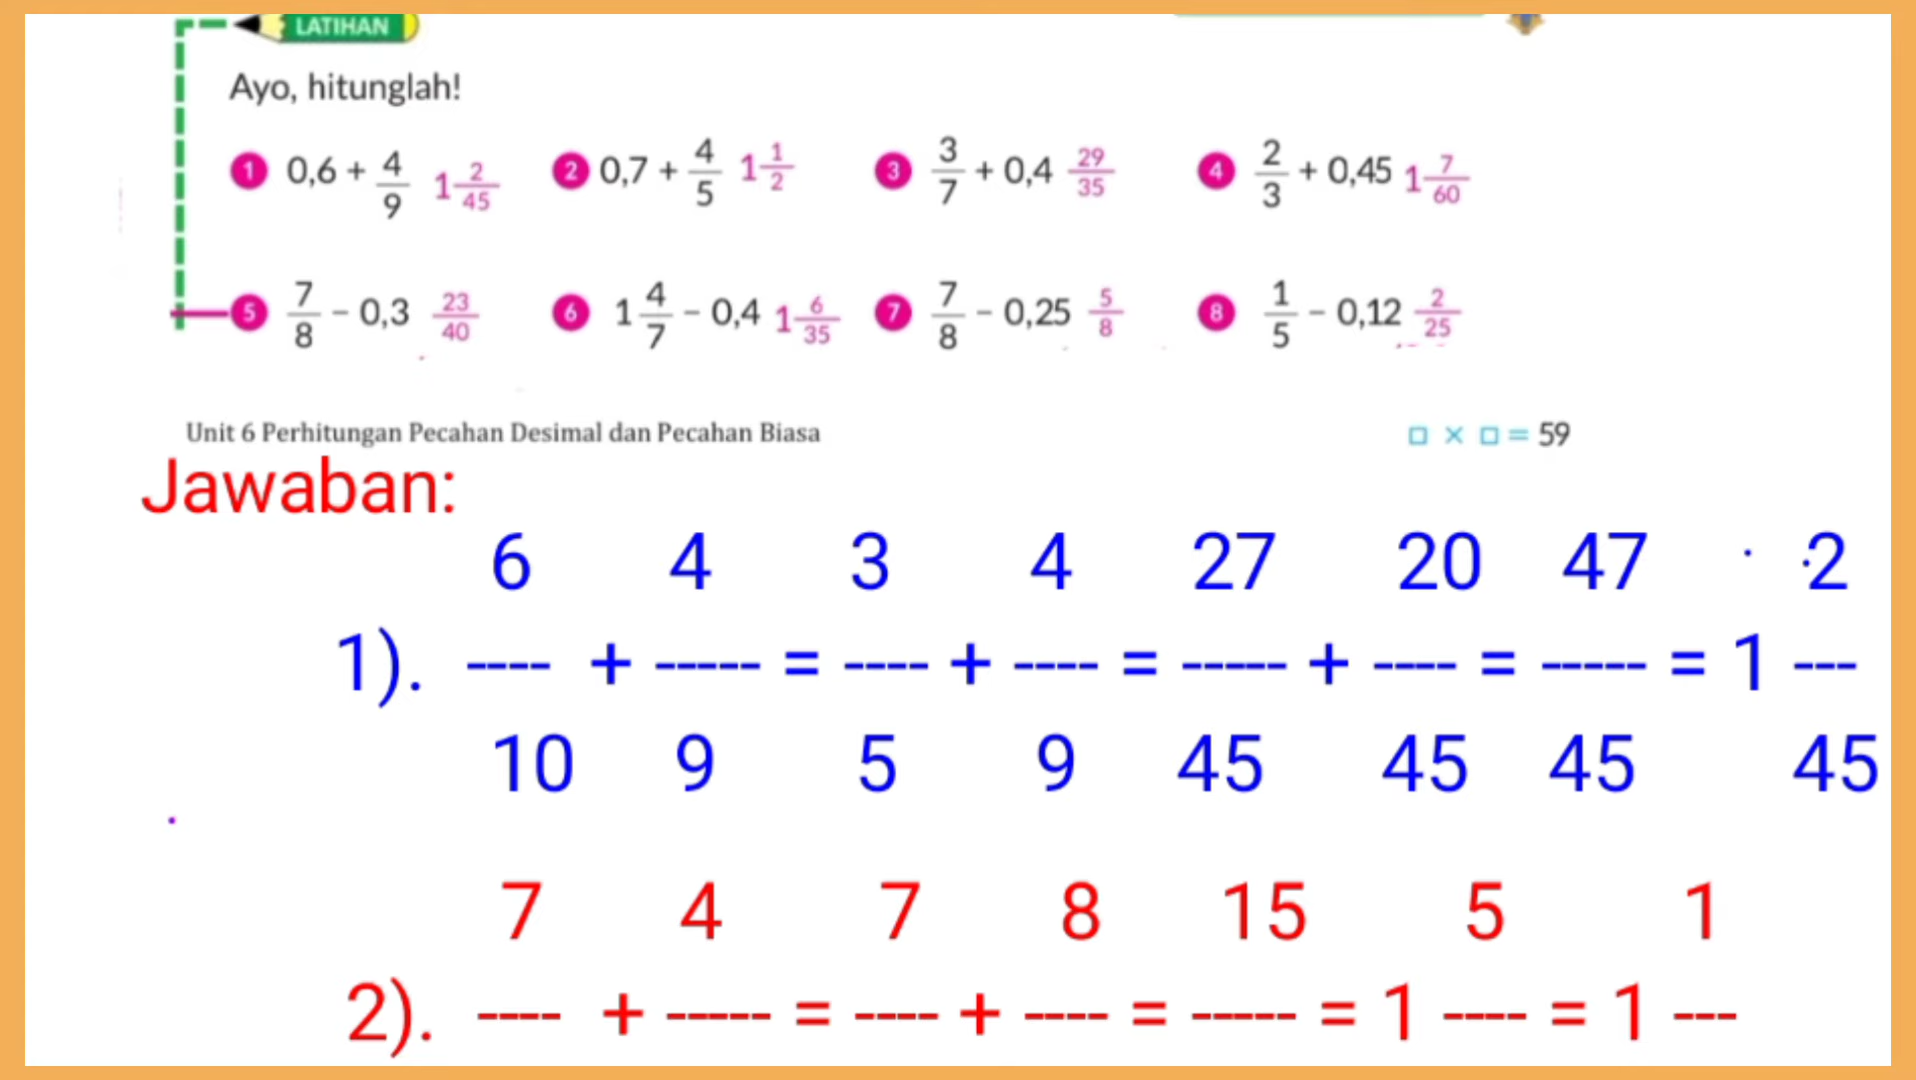 LATIHAN
Ayo, hitunglah!
1 0,6 + 4/9 1 2/45 2 0,7 + 4/5 1 1/2 3 3/7 + 0,4 29/35 4 2/3 + 0,45 1 7/60
5 7/8 - 0,3 23/40 6 1 4/7 - 0,4 1 6/35 7 7/8 - 0,25 5/8 8 1/5 - 0,12 2/25
Unit 6 Perhitungan Pecahan Desimal dan Pecahan Biasa □ × □ = 59
Jawaban:
6 4 3 4 27 20 47 2
1). ---- + ----- = ---- + ---- = ----- + ---- = ----- = 1 ---
10 9 5 9 45 45 45 45
7 4 7 8 15 5 1
2). ---- + ----- = ---- + ---- = ----- = 1 ---- = 1 ---